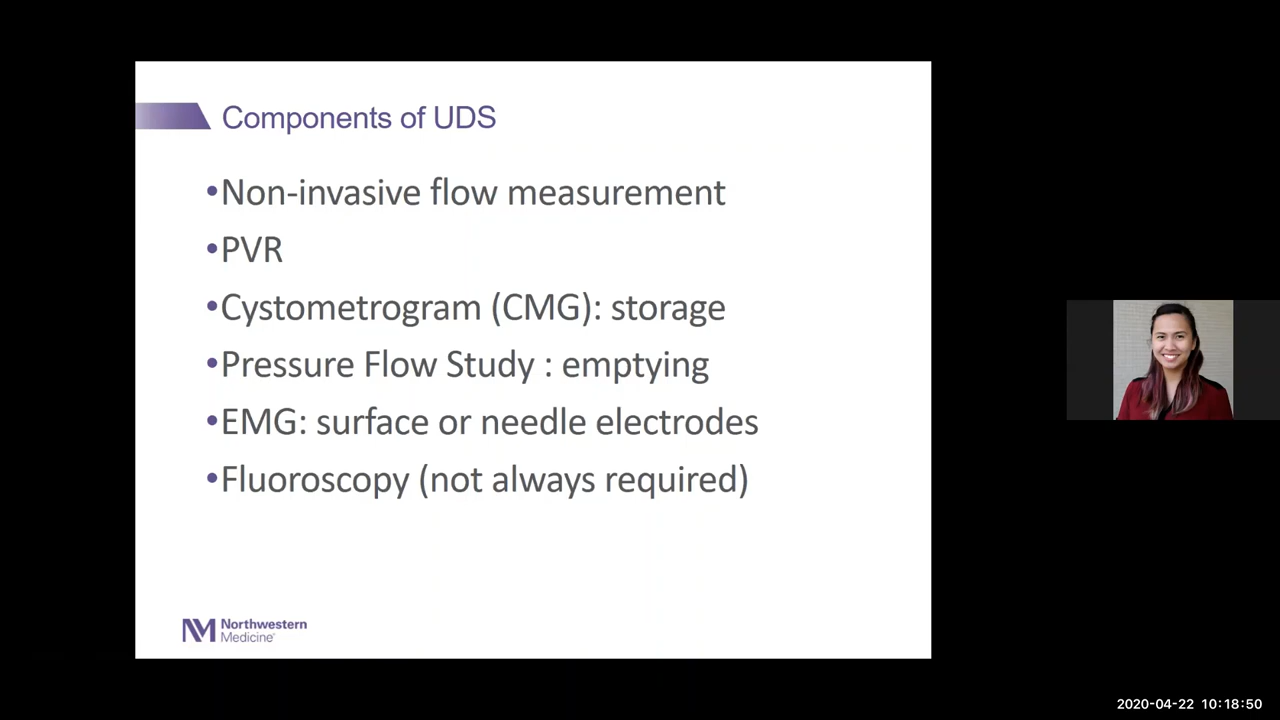 Components of UDS
•Non-invasive flow measurement
•PVR
•Cystometrogram (CMG): storage
•Pressure Flow Study : emptying
•EMG: surface or needle electrodes
•Fluoroscopy (not always required)
NM Northwestern
Medicine
2020-04-22 10:18:50